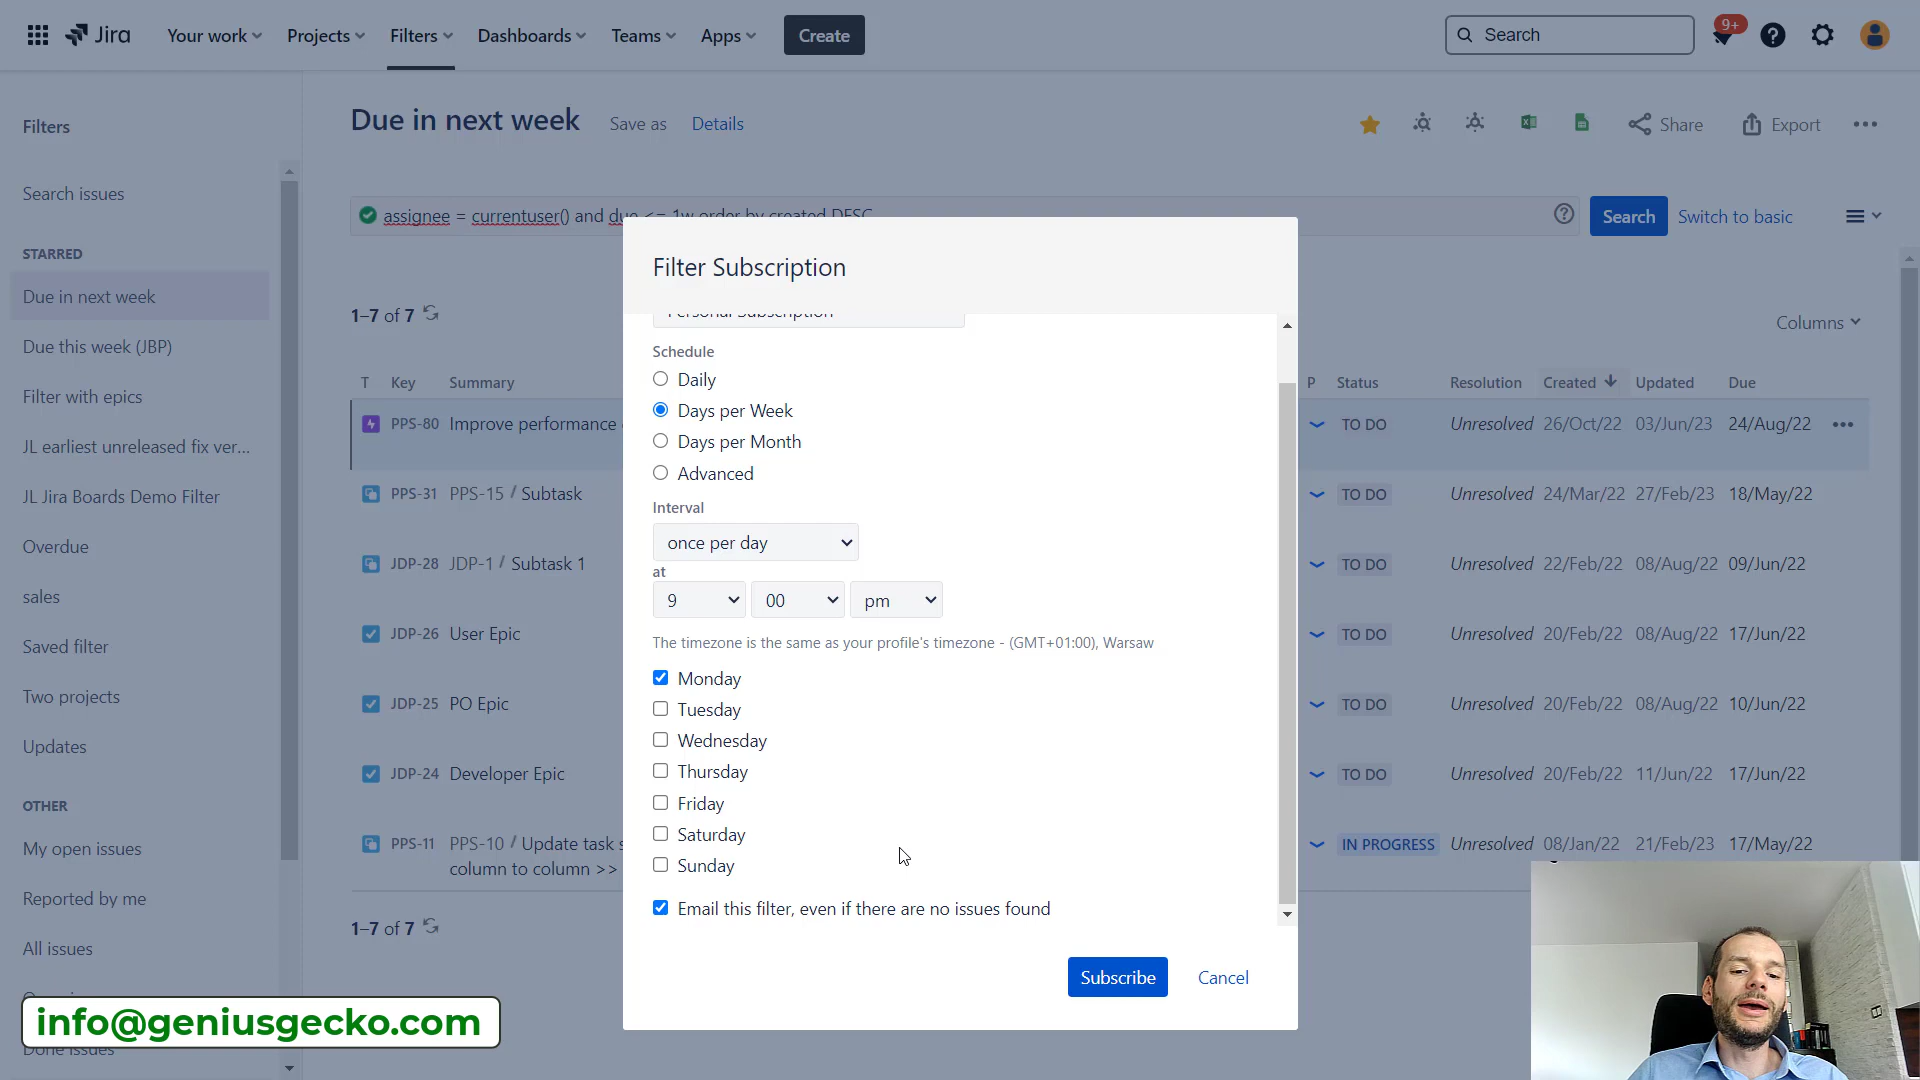 Jira
Your work
Projects
Filters
Dashboards
Teams
Apps
Create
Search
9+
Filters
Search issues
STARRED
Due in next week
Due this week (JBP)
Filter with epics
JL earliest unreleased fix ver...
JL Jira Boards Demo Filter
Overdue
sales
Saved filter
Two projects
Updates
OTHER
My open issues
Reported by me
All issues
Done issues
Due in next week
Save as
Details
Share
Export
assignee = currentuser() and due <= 1w order by created DESC
Search
Switch to basic
1–7 of 7
Columns
T Key Summary P Status Resolution Created Updated Due
PPS-80 Improve performance TO DO Unresolved 26/Oct/22 03/Jun/23 24/Aug/22
PPS-31 PPS-15 / Subtask TO DO Unresolved 24/Mar/22 27/Feb/23 18/May/22
JDP-28 JDP-1 / Subtask 1 TO DO Unresolved 22/Feb/22 08/Aug/22 09/Jun/22
JDP-26 User Epic TO DO Unresolved 20/Feb/22 08/Aug/22 17/Jun/22
JDP-25 PO Epic TO DO Unresolved 20/Feb/22 08/Aug/22 10/Jun/22
JDP-24 Developer Epic TO DO Unresolved 20/Feb/22 11/Jun/22 17/Jun/22
PPS-11 PPS-10 / Update task IN PROGRESS Unresolved 08/Jan/22 21/Feb/23 17/May/22
column to column >>
1–7 of 7
Filter Subscription
Personal Subscription
Schedule
Daily
Days per Week
Days per Month
Advanced
Interval
once per day
at
9 00 pm
The timezone is the same as your profile's timezone - (GMT+01:00), Warsaw
Monday
Tuesday
Wednesday
Thursday
Friday
Saturday
Sunday
Email this filter, even if there are no issues found
Subscribe
Cancel
info@geniusgecko.com